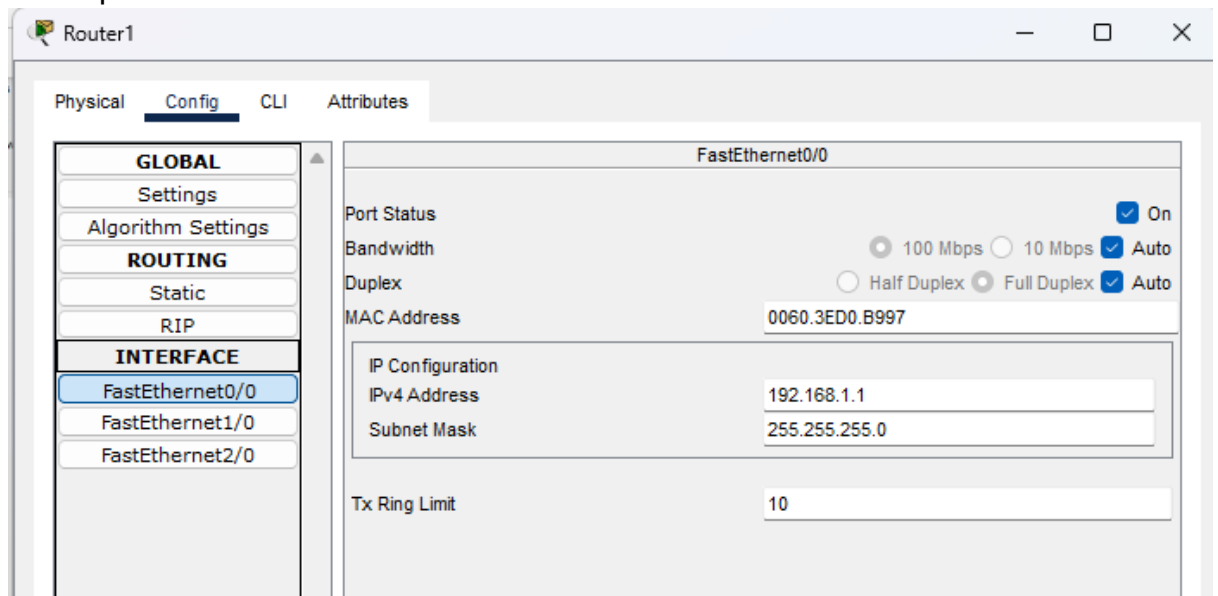 Router1
Physical Config CLI Attributes
GLOBAL
Settings
Algorithm Settings
ROUTING
Static
RIP
INTERFACE
FastEthernet0/0
FastEthernet1/0
FastEthernet2/0
FastEthernet0/0
Port Status On
Bandwidth 100 Mbps 10 Mbps Auto
Duplex Half Duplex Full Duplex Auto
MAC Address 0060.3ED0.B997
IP Configuration
IPv4 Address 192.168.1.1
Subnet Mask 255.255.255.0
Tx Ring Limit 10